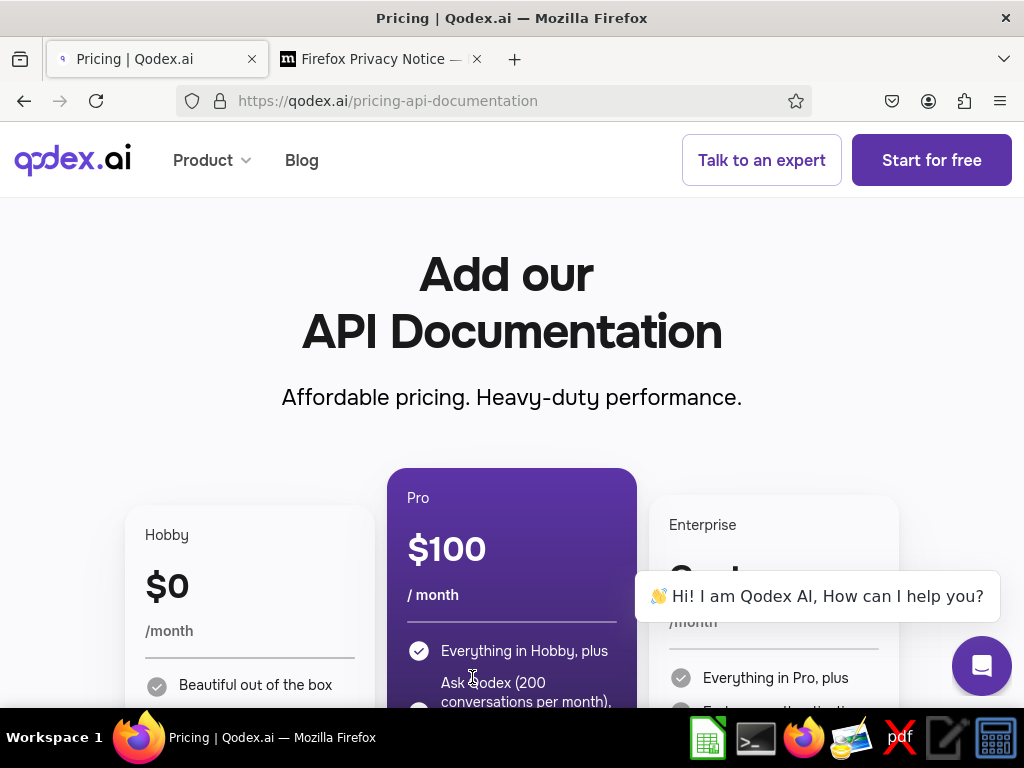 Pricing | Qodex.ai — Mozilla Firefox
Pricing | Qodex.ai
Firefox Privacy Notice —
https://qodex.ai/pricing-api-documentation
qodex.ai
Product
Blog
Talk to an expert
Start for free
Add our
API Documentation
Affordable pricing. Heavy-duty performance.
Hobby
$0
/month
Beautiful out of the box
Pro
$100
/ month
Everything in Hobby, plus
Ask Qodex (200
conversations per month),
Enterprise
/month
Everything in Pro, plus
👋 Hi! I am Qodex AI, How can I help you?
Workspace 1
Pricing | Qodex.ai — Mozilla Firefox
pdf